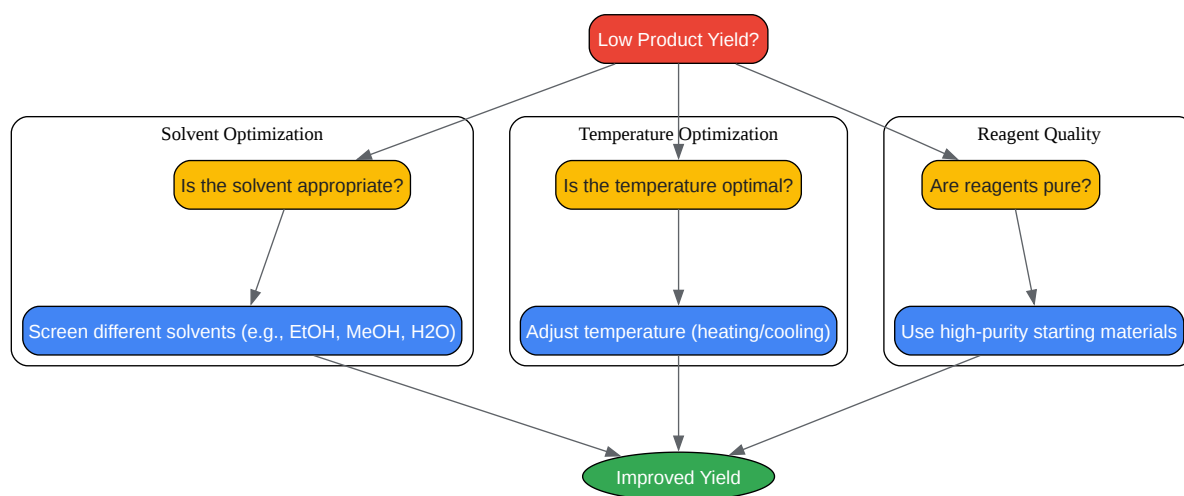 Low Product Yield?
Solvent Optimization
Temperature Optimization
Reagent Quality
Is the solvent appropriate?
Is the temperature optimal?
Are reagents pure?
Screen different solvents (e.g., EtOH, MeOH, H2O)
Adjust temperature (heating/cooling)
Use high-purity starting materials
Improved Yield